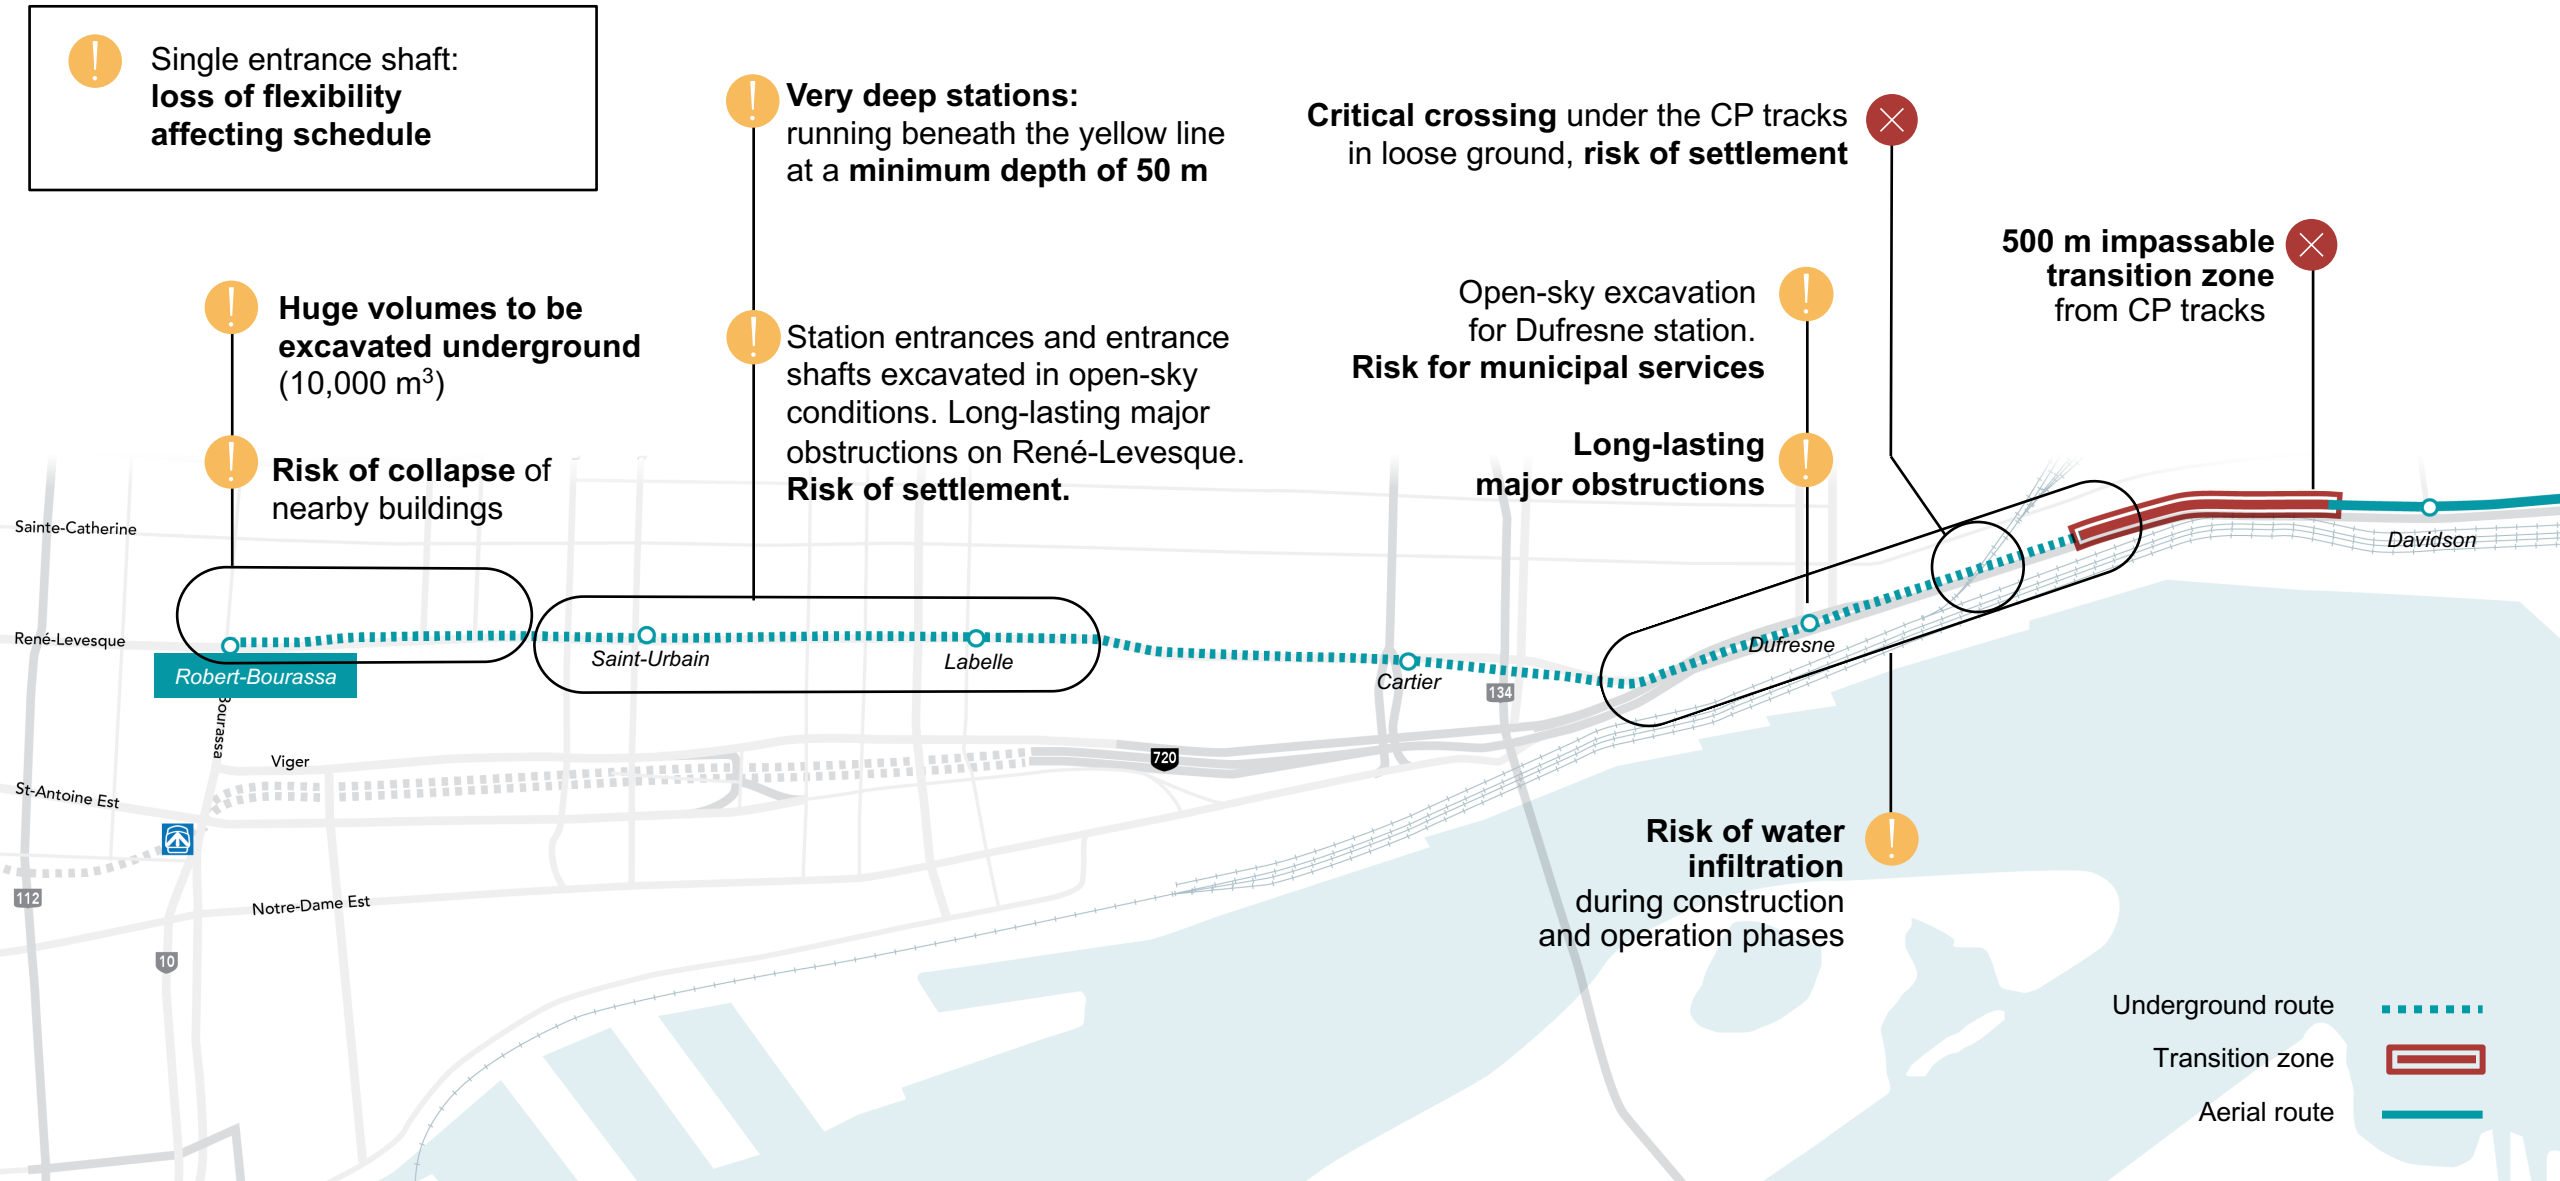 Single entrance shaft:
loss of flexibility
affecting schedule
Very deep stations:
running beneath the yellow line
at a minimum depth of 50 m
Critical crossing under the CP tracks
in loose ground, risk of settlement
500 m impassable
transition zone
from CP tracks
Huge volumes to be
excavated underground
(10,000 m³)
Risk of collapse of
nearby buildings
Station entrances and entrance
shafts excavated in open-sky
conditions. Long-lasting major
obstructions on René-Levesque.
Risk of settlement.
Open-sky excavation
for Dufresne station.
Risk for municipal services
Long-lasting
major obstructions
Sainte-Catherine
René-Levesque
Robert-Bourassa
Saint-Urbain
Labelle
Cartier
134
Dufresne
Davidson
Bourassa
Viger
720
St-Antoine Est
112
Notre-Dame Est
10
Risk of water
infiltration
during construction
and operation phases
Underground route
Transition zone
Aerial route